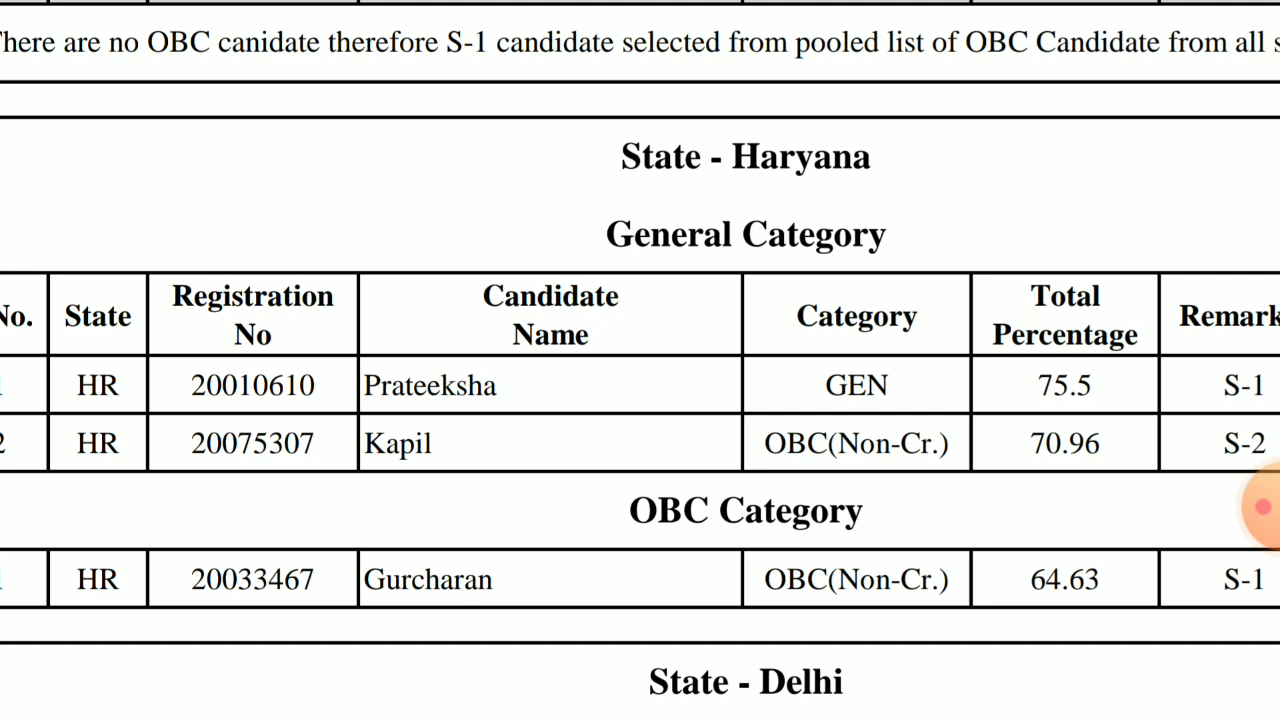 here are no OBC canidate therefore S-1 candidate selected from pooled list of OBC Candidate from all s
State - Haryana
General Category
No. State Registration No Candidate Name Category Total Percentage Remark
1 HR 20010610 Prateeksha GEN 75.5 S-1
2 HR 20075307 Kapil OBC(Non-Cr.) 70.96 S-2
OBC Category
1 HR 20033467 Gurcharan OBC(Non-Cr.) 64.63 S-1
State - Delhi